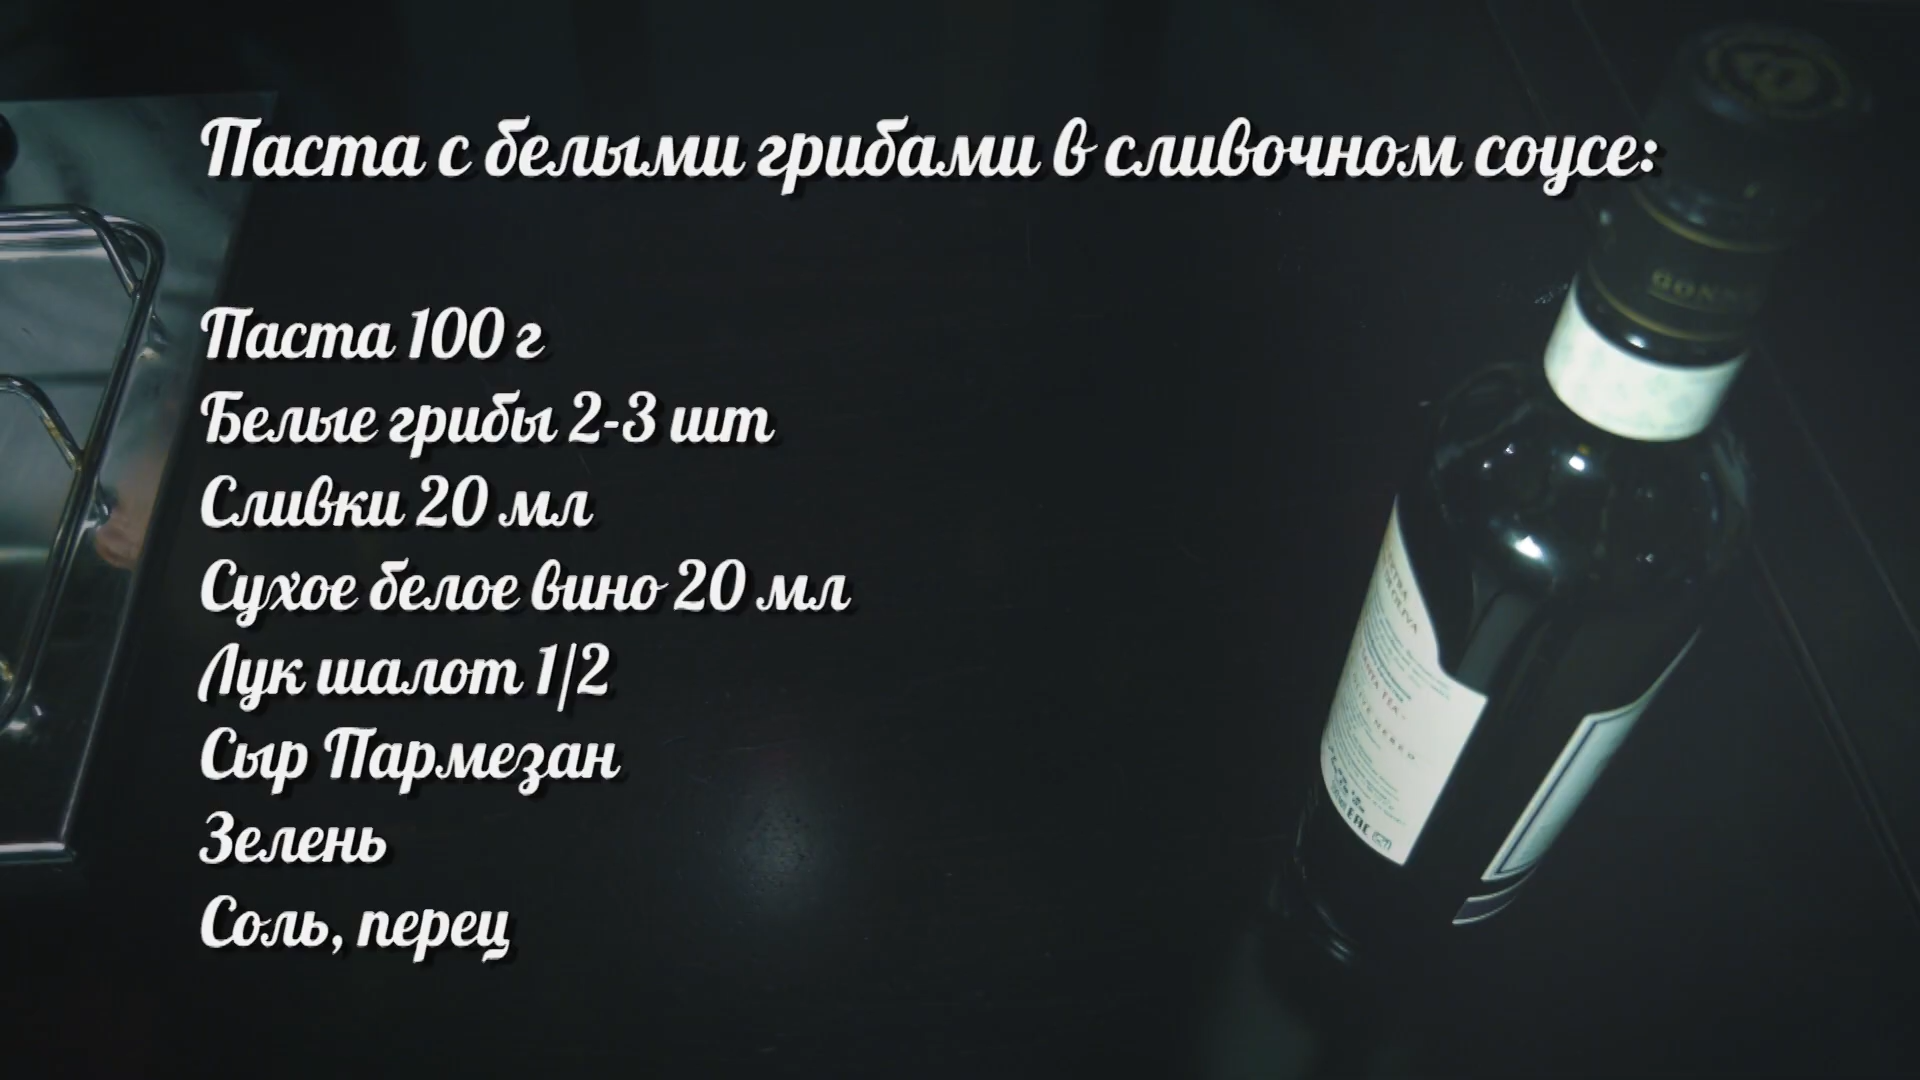 Паста с белыми грибами в сливочном соусе:
Паста 100 г
Белые грибы 2-3 шт
Сливки 20 мл
Сухое белое вино 20 мл
Лук шалот 1/2
Сыр Пармезан
Зелень
Соль, перец